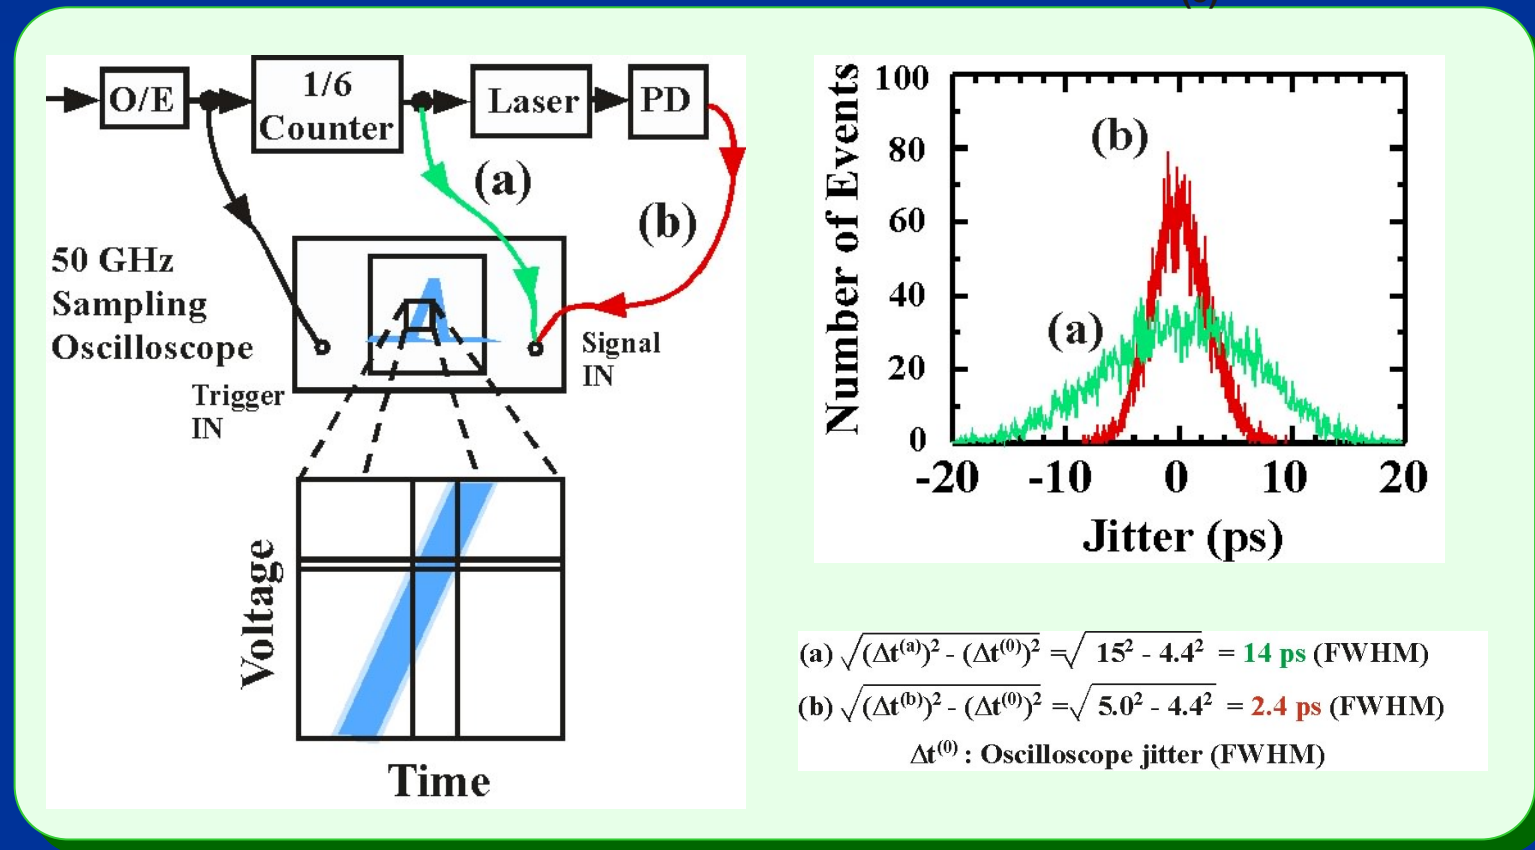 O/E
1/6
Counter
Laser
PD
(a)
(b)
50 GHz
Sampling
Oscilloscope
Trigger
IN
Signal
IN
Voltage
Time
Number of Events
100
80
60
40
20
0
(b)
(a)
-20 -10 0 10 20
Jitter (ps)
(a) √(Δt⁽ᵃ⁾)² - (Δt⁽⁰⁾)² = √ 15² - 4.4² = 14 ps (FWHM)
(b) √(Δt⁽ᵇ⁾)² - (Δt⁽⁰⁾)² = √ 5.0² - 4.4² = 2.4 ps (FWHM)
Δt⁽⁰⁾ : Oscilloscope jitter (FWHM)